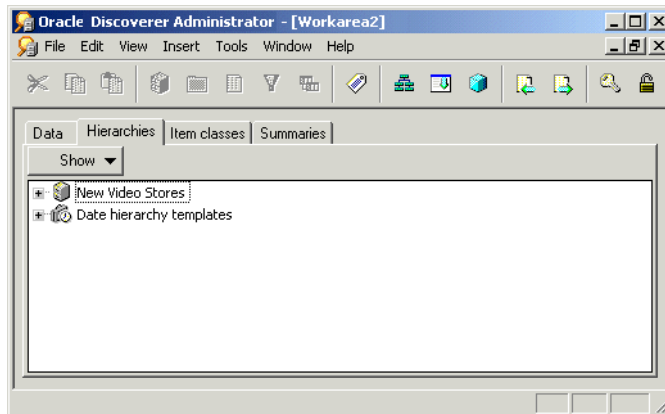 Oracle Discoverer Administrator - [Workarea2]
File Edit View Insert Tools Window Help
Data Hierarchies Item classes Summaries
Show
New Video Stores
Date hierarchy templates